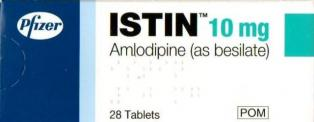 Pfizer
ISTIN™ 10 mg
Amlodipine (as besilate)
28 Tablets
POM